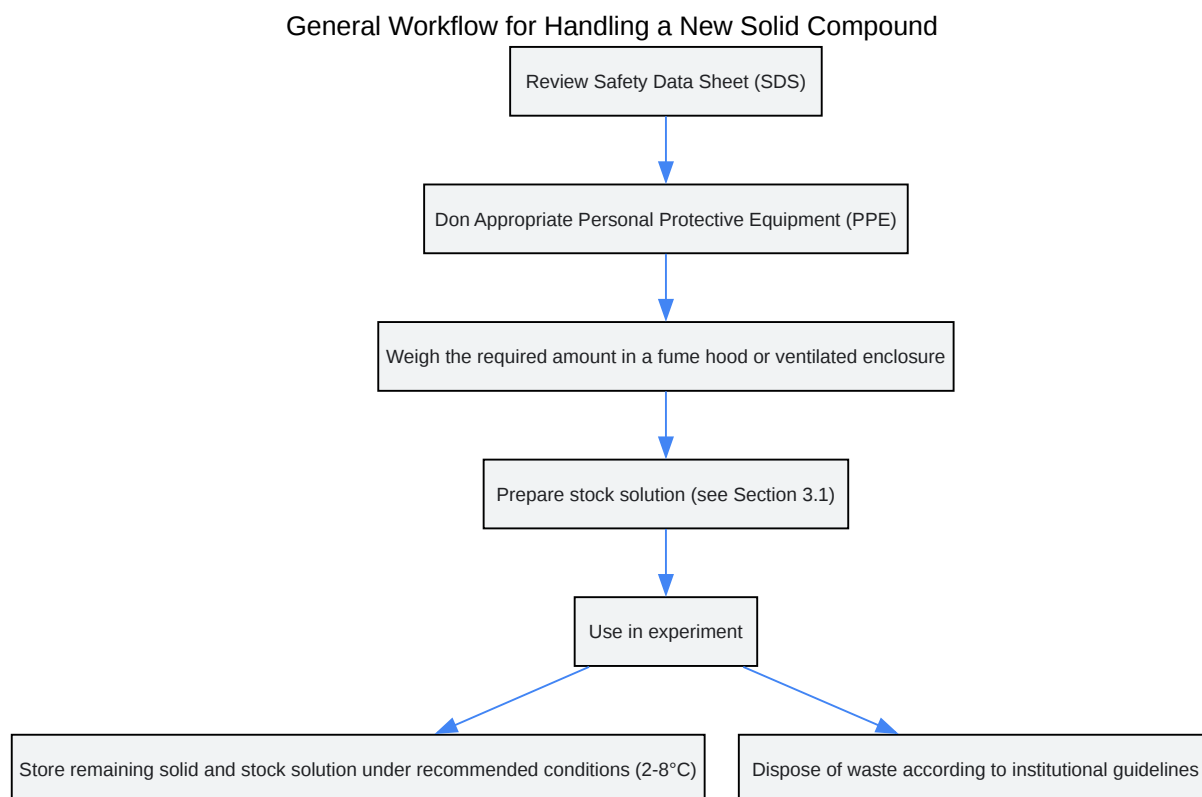 General Workflow for Handling a New Solid Compound
Review Safety Data Sheet (SDS)
Don Appropriate Personal Protective Equipment (PPE)
Weigh the required amount in a fume hood or ventilated enclosure
Prepare stock solution (see Section 3.1)
Use in experiment
Store remaining solid and stock solution under recommended conditions (2-8°C)
Dispose of waste according to institutional guidelines